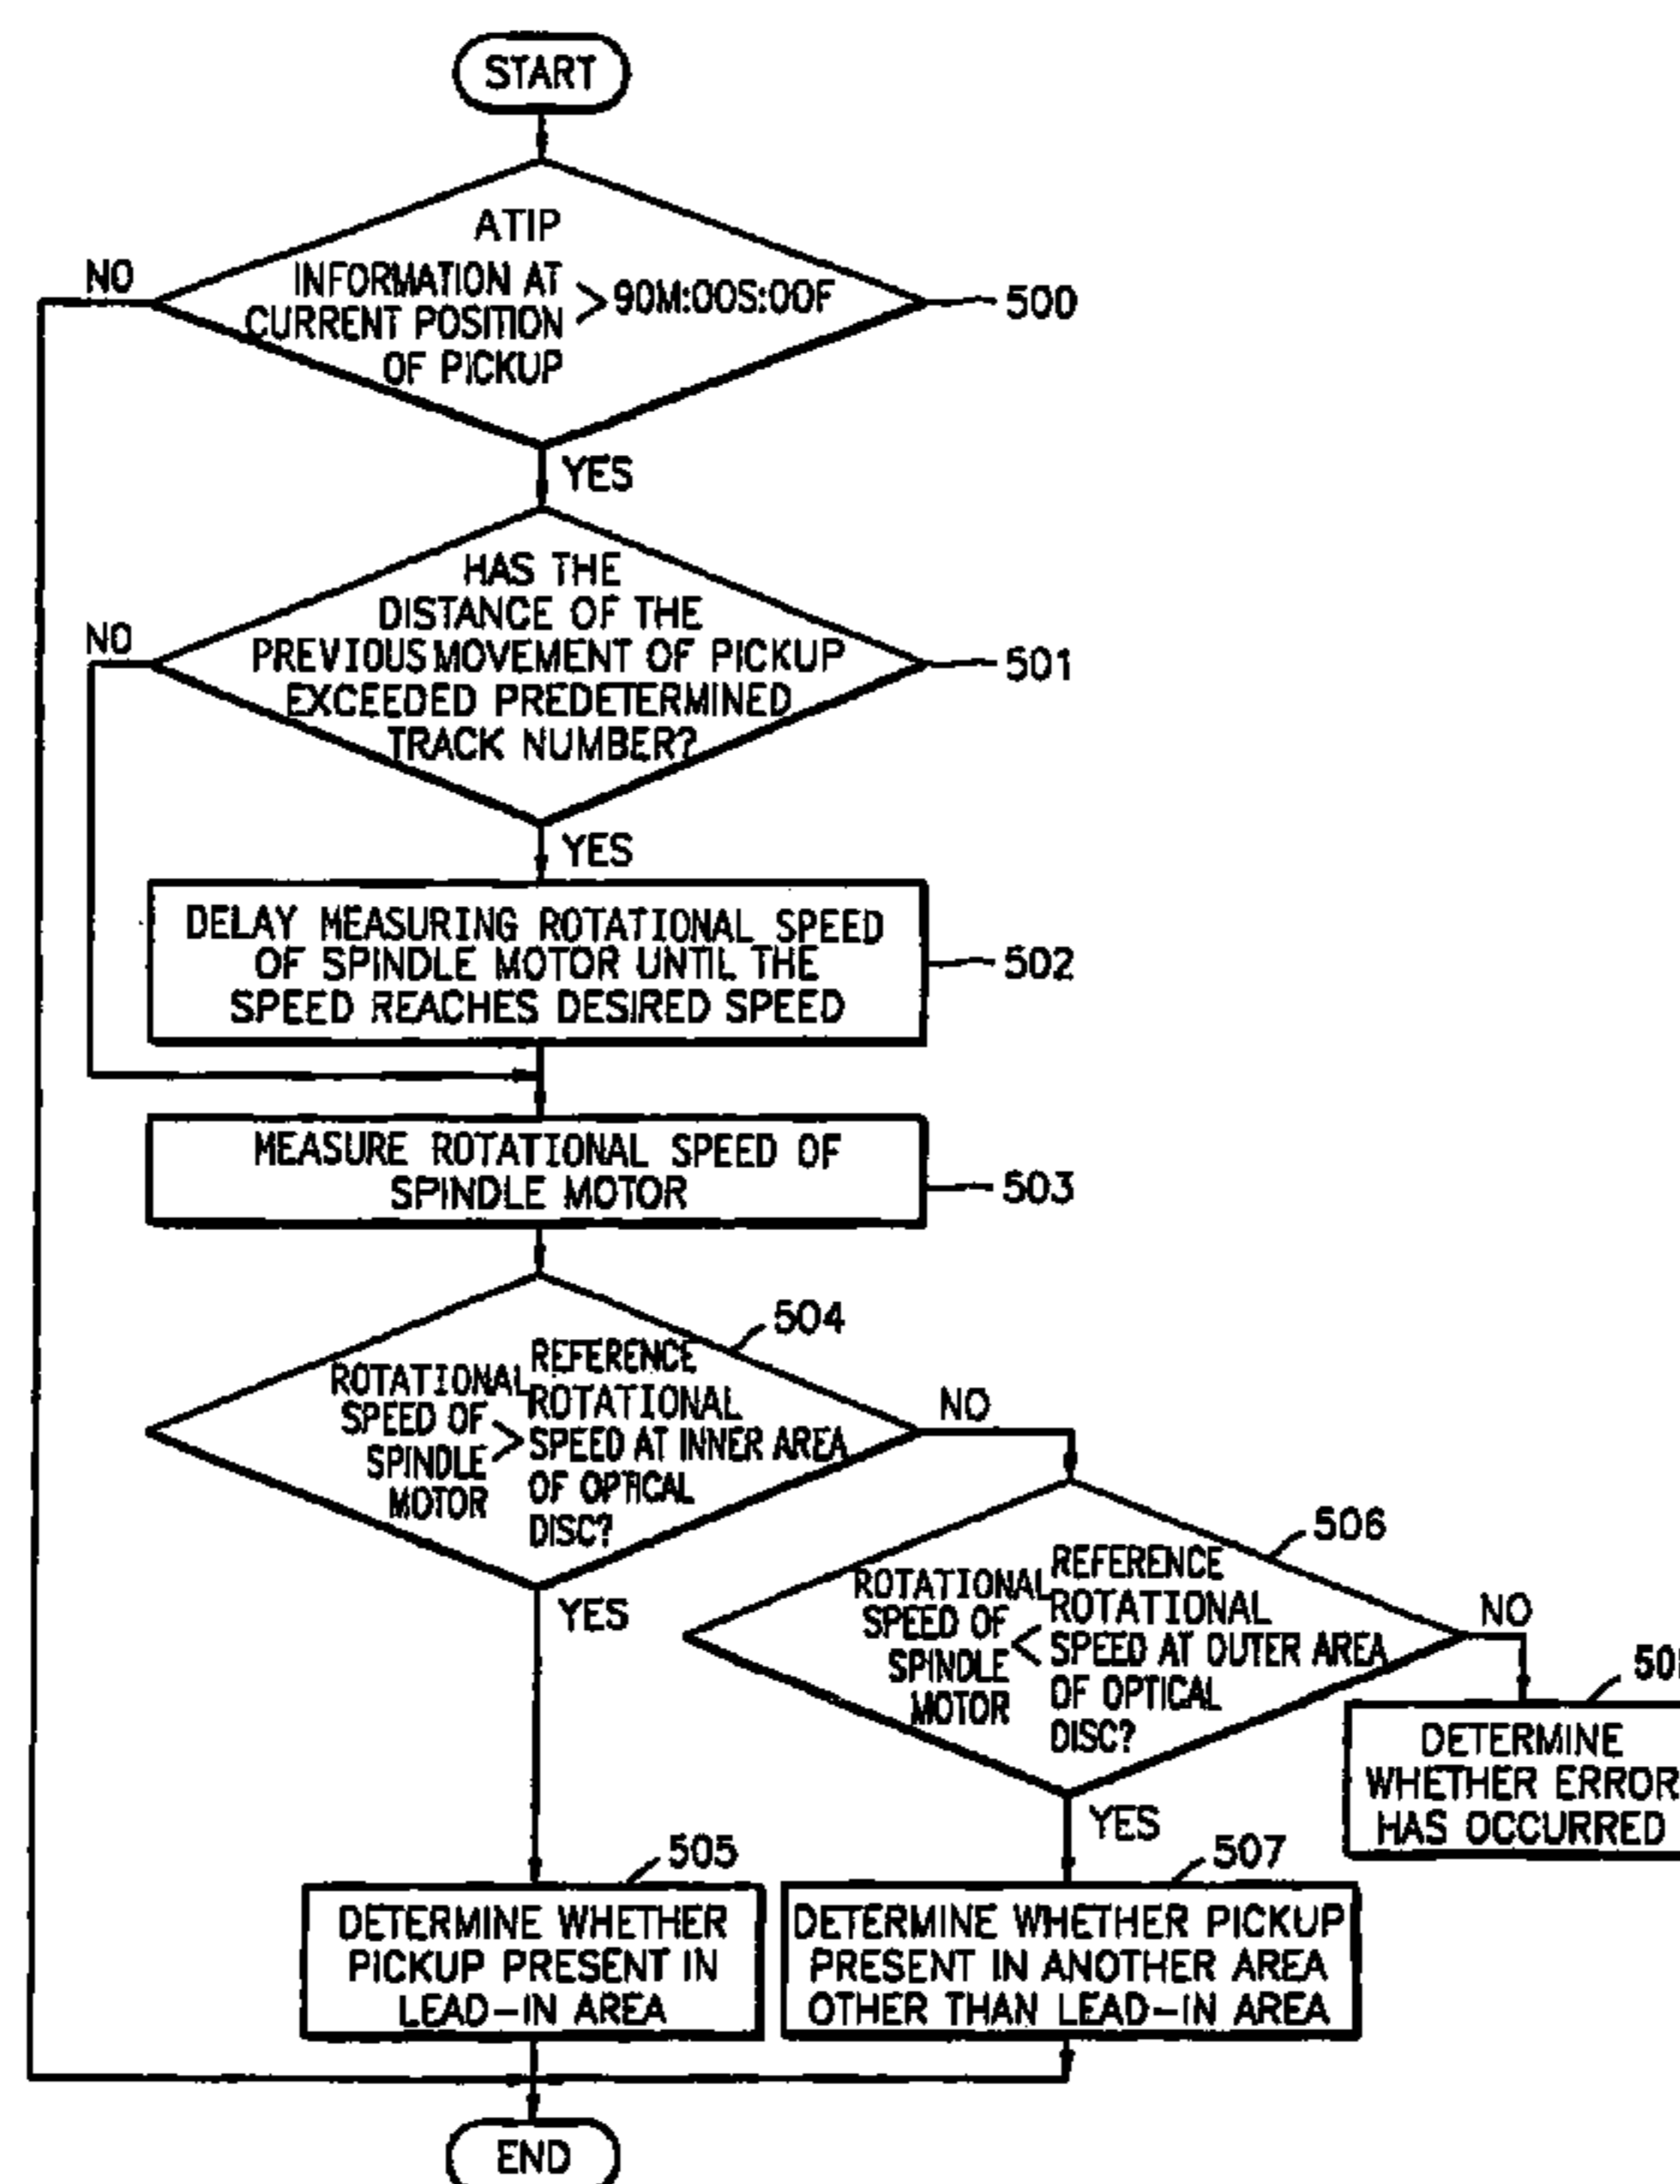 START
ATIP
INFORMATION AT
CURRENT POSITION
OF PICKUP
> 90M:00S:00F
NO
500
YES
HAS THE
DISTANCE OF THE
PREVIOUS MOVEMENT OF PICKUP
EXCEEDED PREDETERMINED
TRACK NUMBER?
NO
501
YES
DELAY MEASURING ROTATIONAL SPEED
OF SPINDLE MOTOR UNTIL THE
SPEED REACHES DESIRED SPEED
502
MEASURE ROTATIONAL SPEED OF
SPINDLE MOTOR
503
504
ROTATIONAL
SPEED OF
SPINDLE
MOTOR
>
REFERENCE
ROTATIONAL
SPEED AT INNER AREA
OF OPTICAL
DISC?
NO
YES
506
ROTATIONAL
SPEED OF
SPINDLE
MOTOR
<
REFERENCE
ROTATIONAL
SPEED AT OUTER AREA
OF OPTICAL
DISC?
NO
YES
DETERMINE
WHETHER ERROR
HAS OCCURRED
505
DETERMINE WHETHER
PICKUP PRESENT IN
LEAD-IN AREA
507
DETERMINE WHETHER PICKUP
PRESENT IN ANOTHER AREA
OTHER THAN LEAD-IN AREA
END